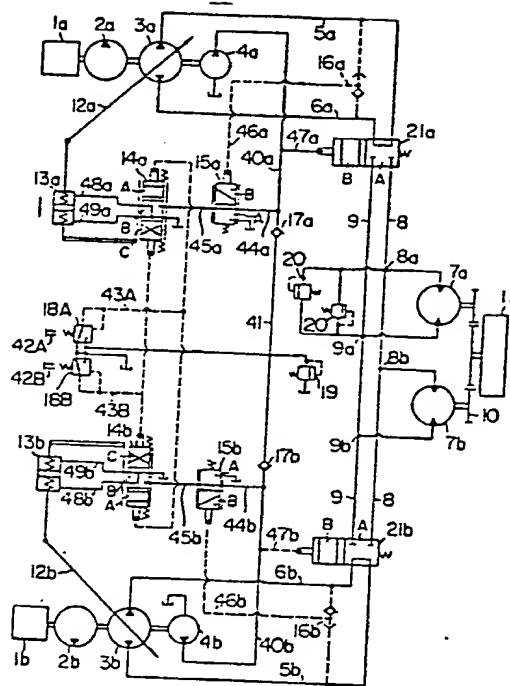 1a 2a 3a 4a 5a
16a
12a 6a 21a
46a 47a
40a
13a 48a 14a A 15a B B A
49a B A 17a 9 8
C 45a 44a
20 8a 7a
18A 43A 41 20
42A 9a
42B 19 8b
16B 43B 10
14b 9b 7b
13b C 15b A 17b
49b B B 9 8
48b A 44b B A 21b
45b 47b
12b 6b
46b 16b
4b 40b
1b 2b 3b 5b